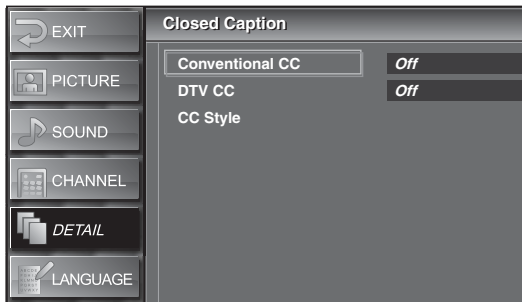 EXIT
PICTURE
SOUND
CHANNEL
DETAIL
LANGUAGE
Closed Caption
Conventional CC Off
DTV CC Off
CC Style